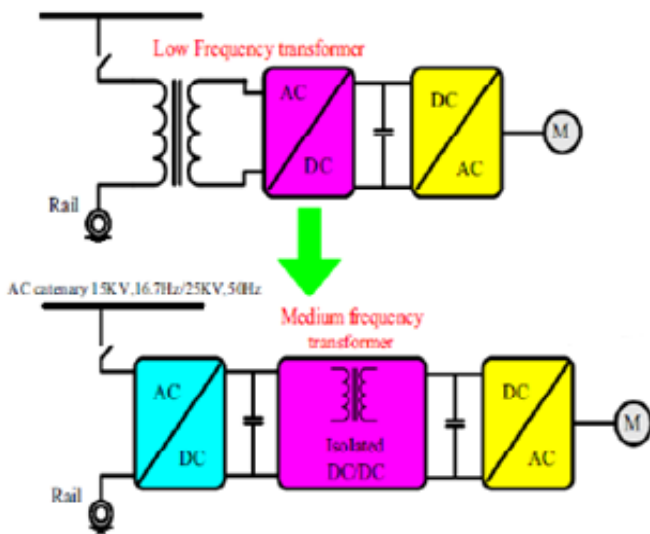 Low Frequency transformer
AC
DC
DC
AC
M
Rail
AC catenary 15KV,16.7Hz/25KV,50Hz
Medium frequency
transformer
AC
DC
Isolated
DC/DC
DC
AC
M
Rail